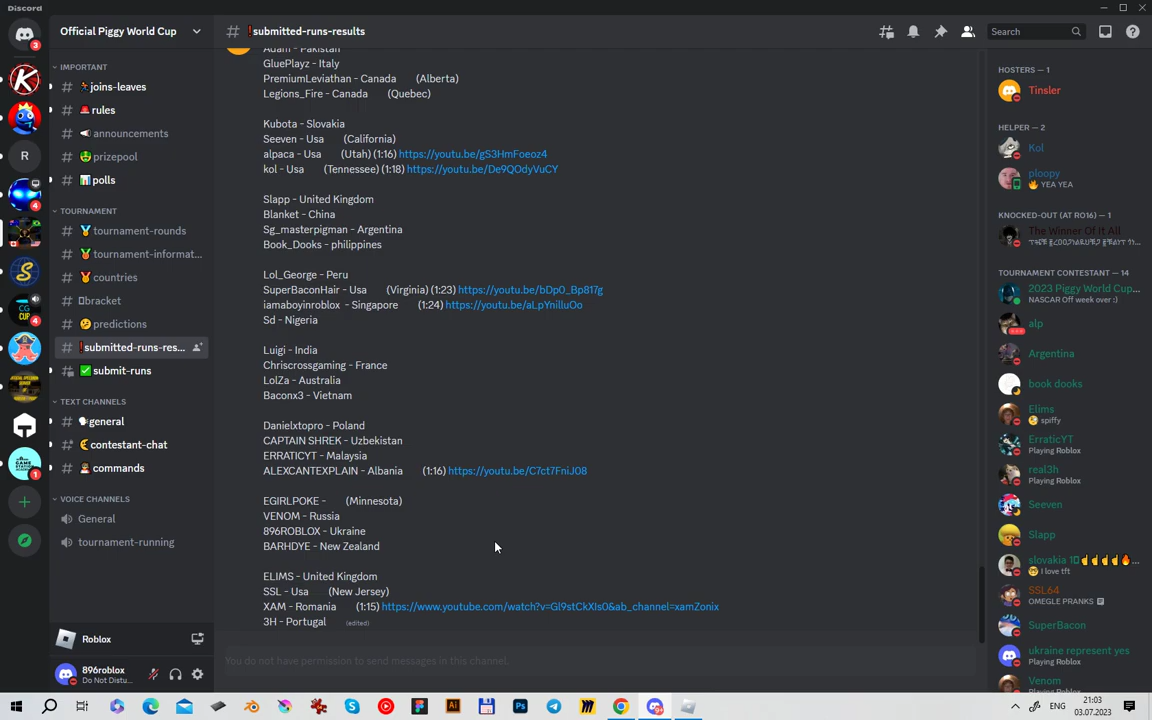 Discord
Official Piggy World Cup
submitted-runs-results
Search
IMPORTANT
joins-leaves
rules
announcements
prizepool
polls
TOURNAMENT
tournament-rounds
tournament-informat...
countries
bracket
predictions
submitted-runs-res...
submit-runs
TEXT CHANNELS
general
contestant-chat
commands
VOICE CHANNELS
General
tournament-running
Roblox
896roblox
Do Not Distu...
3
4
4
1
R
CG CUP
Adam - Pakistan
GluePlayz - Italy
PremiumLeviathan - Canada (Alberta)
Legions_Fire - Canada (Quebec)
Kubota - Slovakia
Seeven - Usa (California)
alpaca - Usa (Utah) (1:16) https://youtu.be/gS3HmFoeoz4
kol - Usa (Tennessee) (1:18) https://youtu.be/De9QOdyVuCY
Slapp - United Kingdom
Blanket - China
Sg_masterpigman - Argentina
Book_Dooks - philippines
Lol_George - Peru
SuperBaconHair - Usa (Virginia) (1:23) https://youtu.be/bDp0_Bp817g
iamaboyinroblox - Singapore (1:24) https://youtu.be/aLpYnilluOo
Sd - Nigeria
Luigi - India
Chriscrossgaming - France
LolZa - Australia
Baconx3 - Vietnam
Danielxtopro - Poland
CAPTAIN SHREK - Uzbekistan
ERRATICYT - Malaysia
ALEXCANTEXPLAIN - Albania (1:16) https://youtu.be/C7ct7FniJ08
EGIRLPOKE - (Minnesota)
VENOM - Russia
896ROBLOX - Ukraine
BARHDYE - New Zealand
ELIMS - United Kingdom
SSL - Usa (New Jersey)
XAM - Romania (1:15) https://www.youtube.com/watch?v=Gl9stCkXIs0&ab_channel=xamZonix
3H - Portugal (edited)
You do not have permission to send messages in this channel.
HOSTERS — 1
Tinsler
HELPER — 2
Kol
ploopy
YEA YEA
KNOCKED-OUT (AT RO16) — 1
The Winner Of It All
TOURNAMENT CONTESTANT — 14
2023 Piggy World Cup...
NASCAR Off week over :)
alp
Argentina
book dooks
Elims
spiffy
ErraticYT
Playing Roblox
real3h
Playing Roblox
Seeven
Slapp
slovakia
I love tft
SSL64
OMEGLE PRANKS
SuperBacon
ukraine represent yes
Playing Roblox
Venom
Playing Roblox
ENG
21:03
03.07.2023